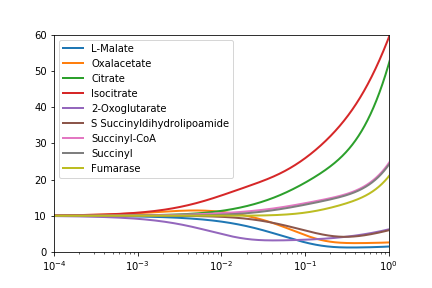 60
50
40
30
20
10
0
L-Malate
Oxalacetate
Citrate
Isocitrate
2-Oxoglutarate
S Succinyldihydrolipoamide
Succinyl-CoA
Succinyl
Fumarase
10⁻⁴ 10⁻³ 10⁻² 10⁻¹ 10⁰